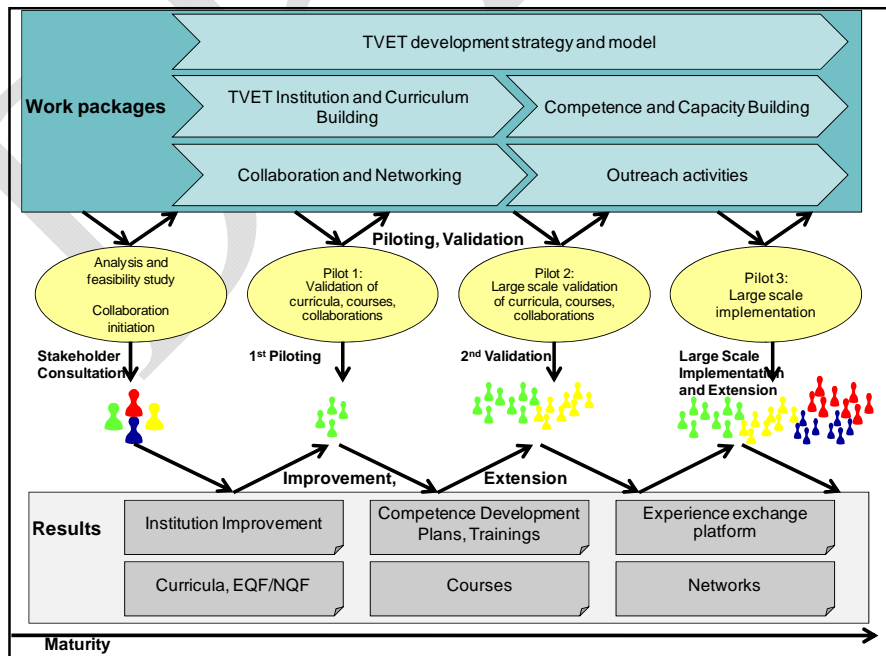 TVET development strategy and model
Work packages
TVET Institution and Curriculum
Building
Competence and Capacity Building
Collaboration and Networking
Outreach activities
Piloting, Validation
Analysis and
feasibility study
Collaboration
initiation
Pilot 1:
Validation of
curricula, courses,
collaborations
Pilot 2:
Large scale validation
of curricula, courses,
collaborations
Pilot 3:
Large scale
implementation
Stakeholder
Consultation
1st Piloting
2nd Validation
Large Scale
Implementation
and Extension
Improvement,
Extension
Results
Institution Improvement
Competence Development
Plans, Trainings
Experience exchange
platform
Curricula, EQF/NQF
Courses
Networks
Maturity